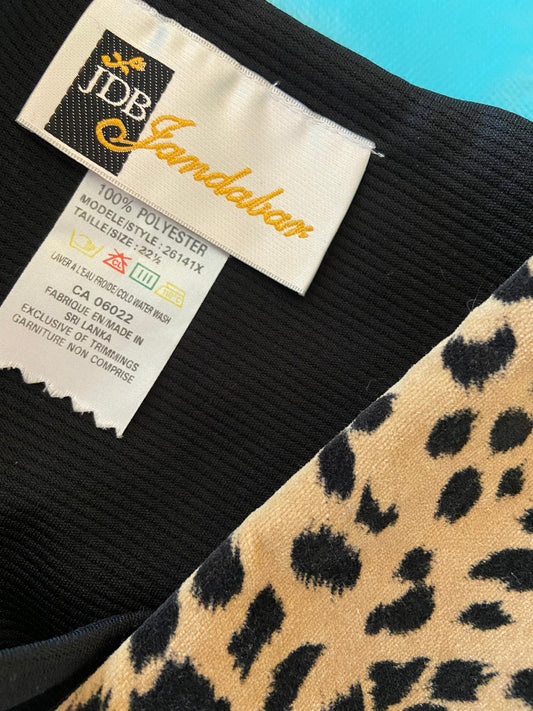 JDB
Jandabar
100% POLYESTER
MODELE/STYLE: 26141X
TAILLE/SIZE: 22½
CL
LAVER A L'EAU FROIDE/COLD WATER WASH
CA 06022
FABRIQUE EN/MADE IN
SRI LANKA
EXCLUSIVE OF TRIMMINGS
GARNITURE NON COMPRISE